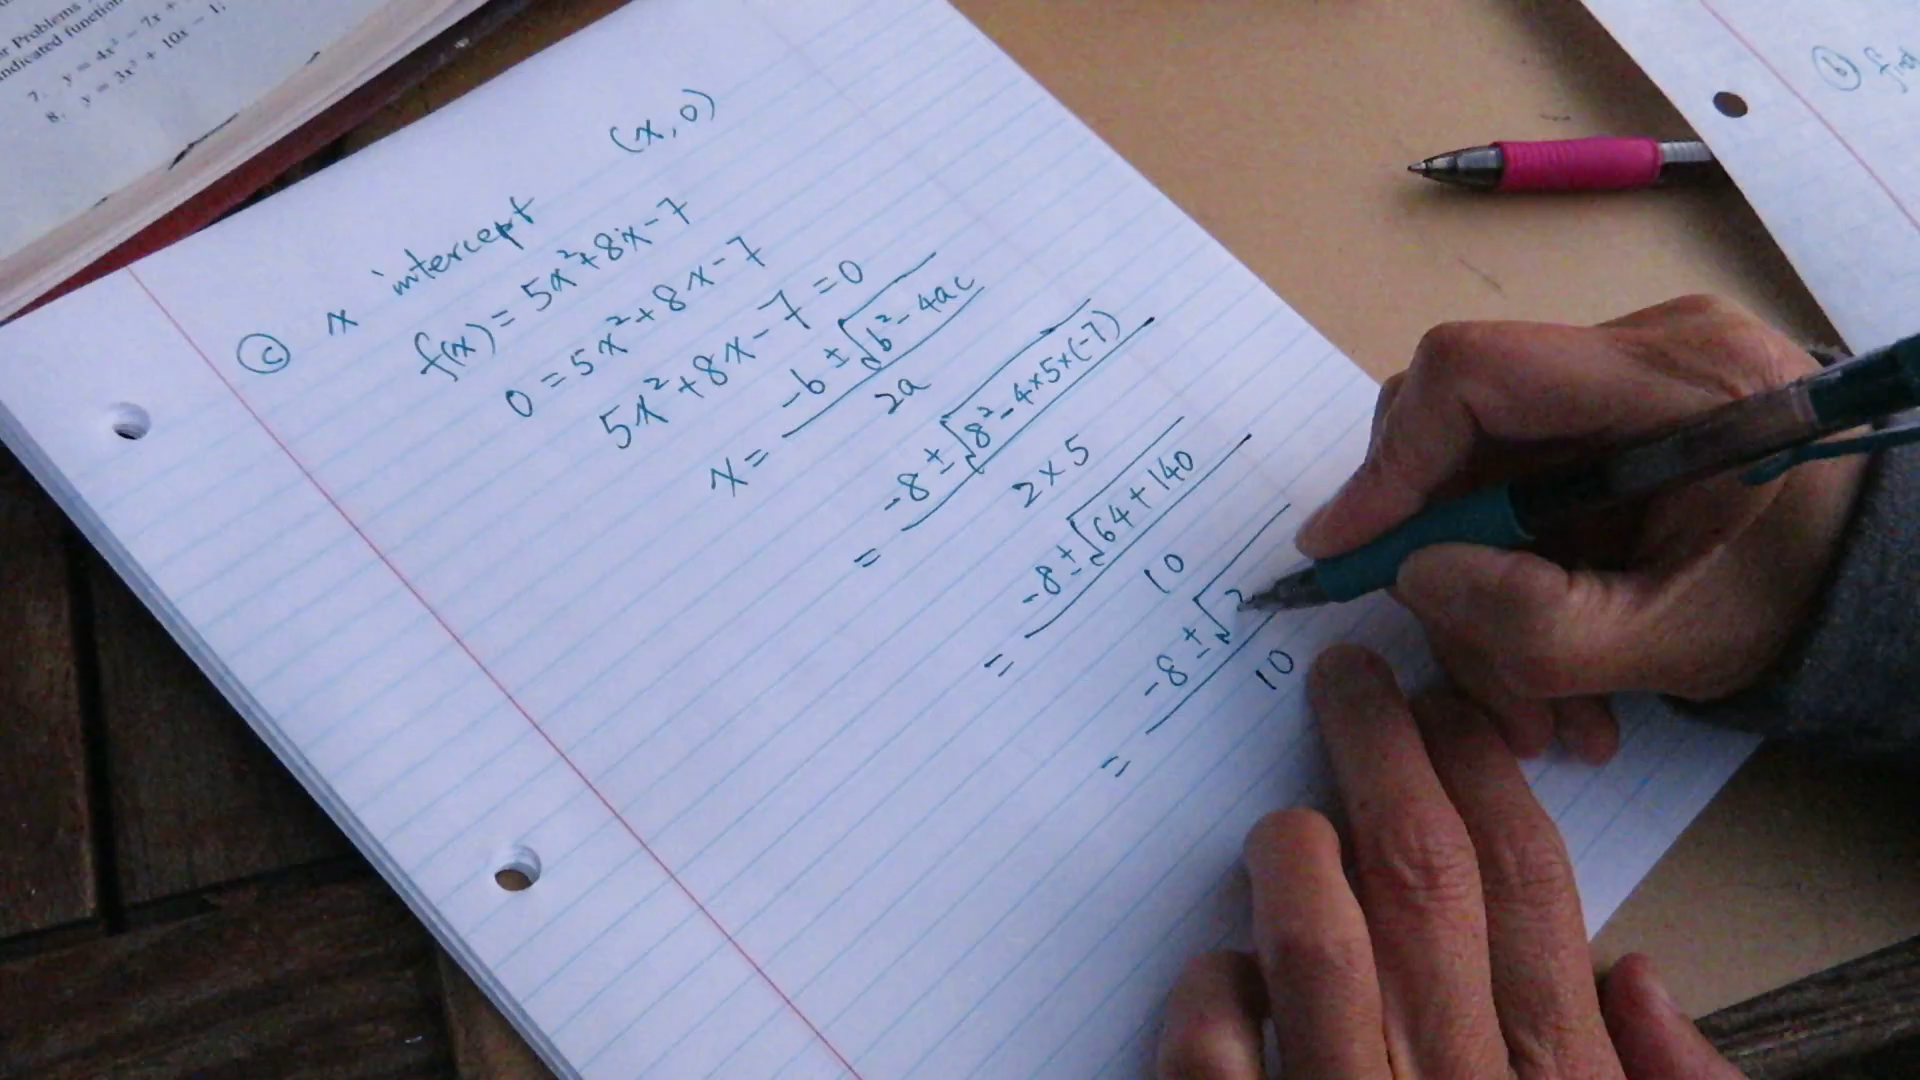 r Problems
ndicated function
7. y = 4x³ − 7x +
8. y = 3x³ + 10x − 1;
(x, 0)
ⓒ x intercept
f(x) = 5x² + 8x − 7
0 = 5x² + 8x − 7
5x² + 8x − 7 = 0
x = (−b ± √(b² − 4ac)) / 2a
= (−8 ± √(8² − 4 × 5 × (−7))) / (2 × 5)
= (−8 ± √(64 + 140)) / 10
= (−8 ± √2) / 10
ⓑ